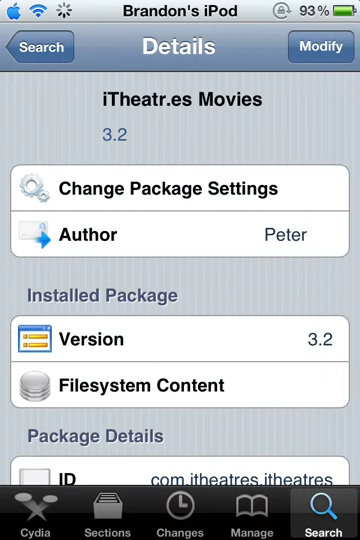 Brandon's iPod 93%
Search Details Modify
iTheatr.es Movies
3.2
Change Package Settings
Author Peter
Installed Package
Version 3.2
Filesystem Content
Package Details
ID com.itheatres.itheatres
Cydia Sections Changes Manage Search